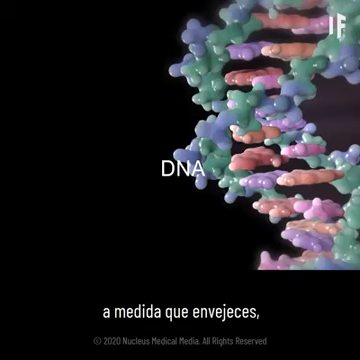 IF
DNA
a medida que envejeces,
© 2020 Nucleus Medical Media. All Rights Reserved